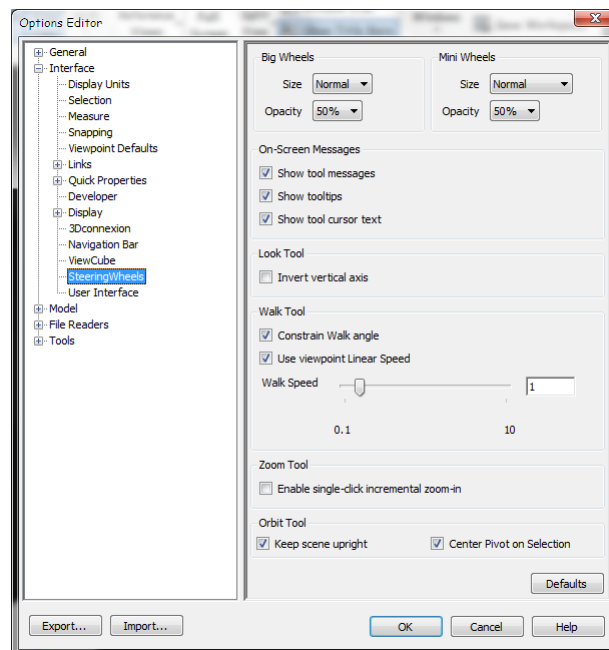 Options Editor
General
Interface
Display Units
Selection
Measure
Snapping
Viewpoint Defaults
Links
Quick Properties
Developer
Display
3Dconnexion
Navigation Bar
ViewCube
SteeringWheels
User Interface
Model
File Readers
Tools
Big Wheels
Size Normal
Opacity 50%
Mini Wheels
Size Normal
Opacity 50%
On-Screen Messages
Show tool messages
Show tooltips
Show tool cursor text
Look Tool
Invert vertical axis
Walk Tool
Constrain Walk angle
Use viewpoint Linear Speed
Walk Speed 1
0.1 10
Zoom Tool
Enable single-click incremental zoom-in
Orbit Tool
Keep scene upright Center Pivot on Selection
Defaults
Export... Import... OK Cancel Help